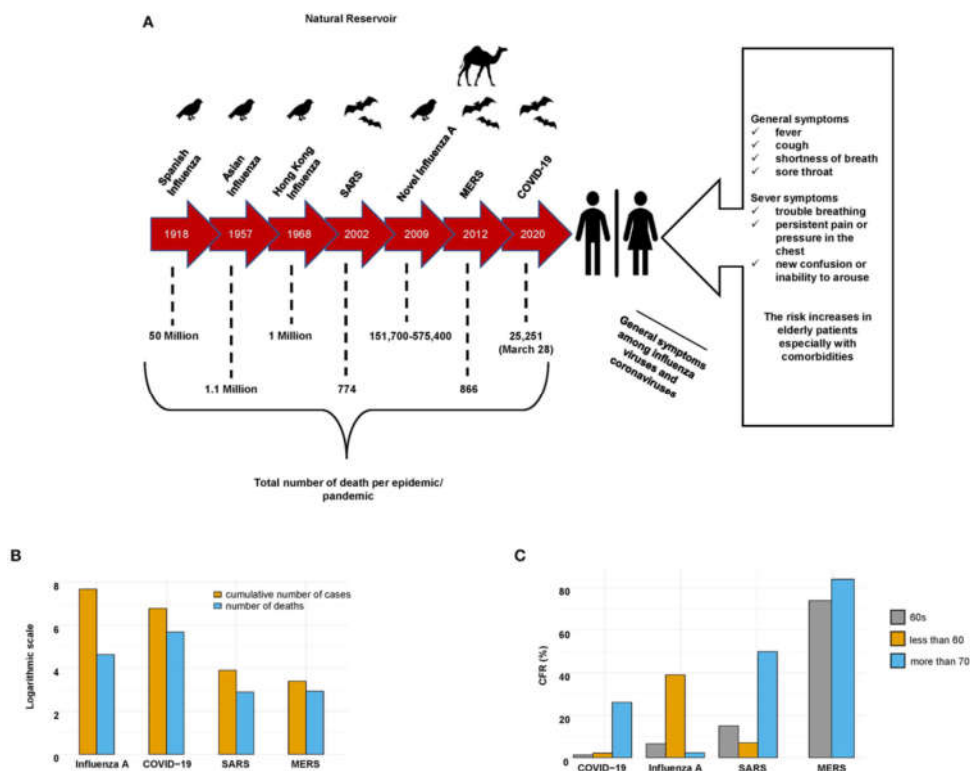 A
Natural Reservoir
Spanish
Influenza
Asian
Influenza
Hong Kong
Influenza
SARS
Novel Influenza A
MERS
COVID-19
1918
1957
1968
2002
2009
2012
2020
50 Million
1 Million
151,700-575,400
25,251
(March 28)
1.1 Million
774
866
Total number of death per epidemic/
pandemic
General symptoms
among influenza
viruses and
coronaviruses
General symptoms
✓ fever
✓ cough
✓ shortness of breath
✓ sore throat
Sever symptoms
✓ trouble breathing
✓ persistent pain or
pressure in the
chest
✓ new confusion or
inability to arouse
The risk increases in
elderly patients
especially with
comorbidities
B
Logarithmic scale
8
6
4
2
0
cumulative number of cases
number of deaths
Influenza A
COVID-19
SARS
MERS
C
CFR (%)
80
60
40
20
0
COVID-19
Influenza A
SARS
MERS
60s
less than 60
more than 70